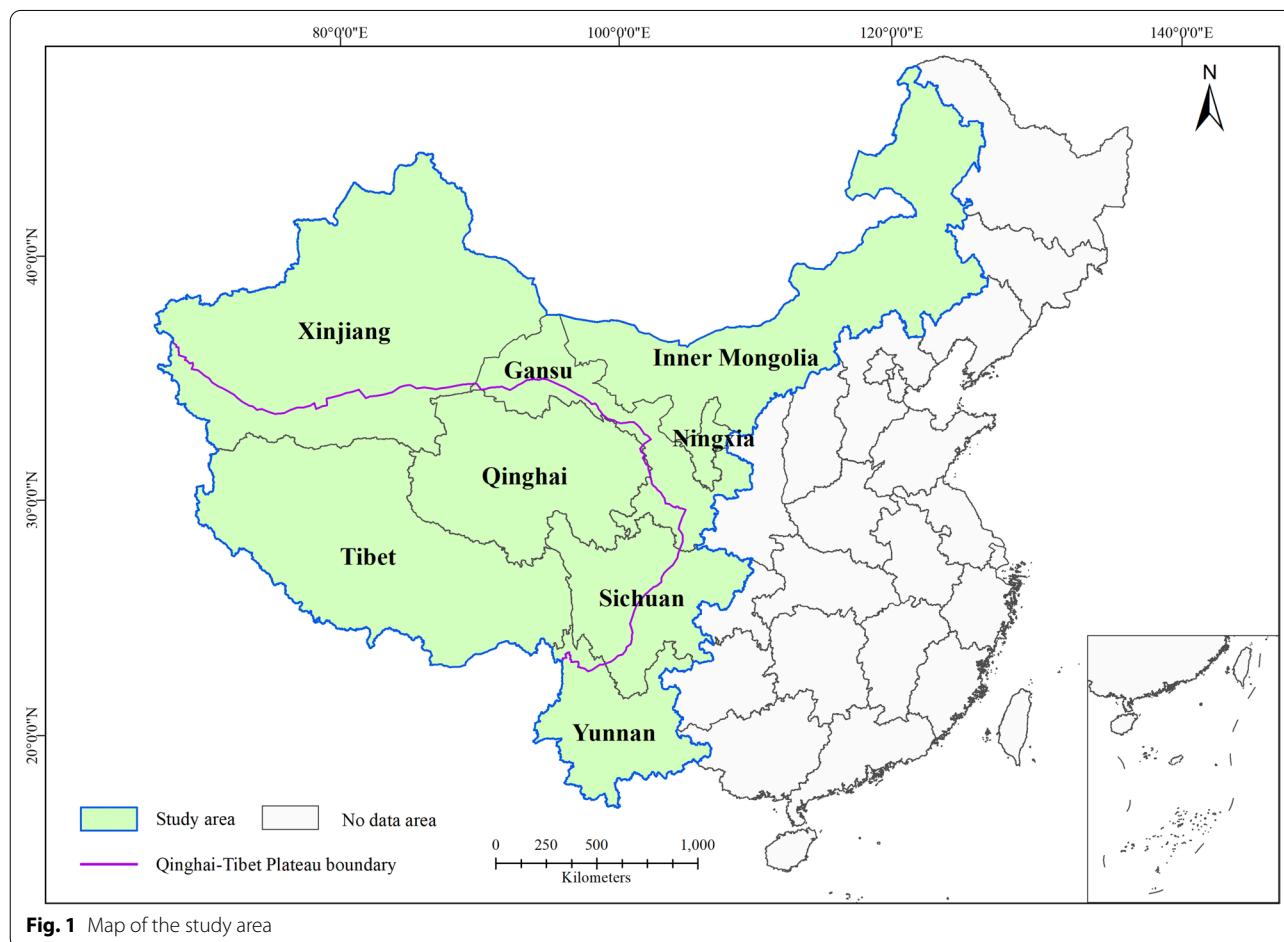 80°0'0"E
100°0'0"E
120°0'0"E
140°0'0"E
N
40°0'0"N
30°0'0"N
20°0'0"N
Xinjiang
Gansu
Inner Mongolia
Ningxia
Qinghai
Tibet
Sichuan
Yunnan
Study area
No data area
Qinghai-Tibet Plateau boundary
0 250 500 1,000
Kilometers
Fig. 1 Map of the study area